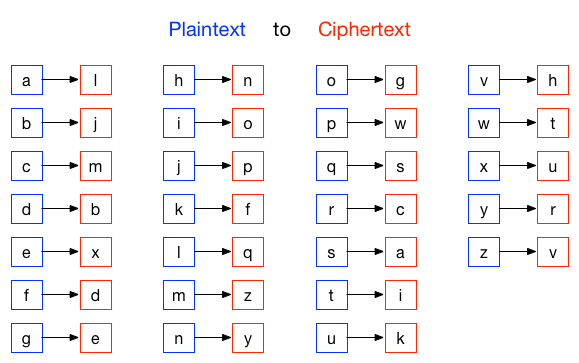 Plaintext to Ciphertext
a l h n o g v h
b j i o p w w t
c m j p q s x u
d b k f r c y r
e x l q s a z v
f d m z t i
g e n y u k